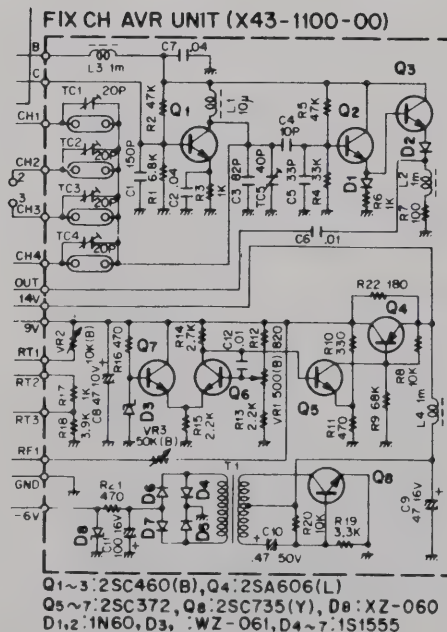 FIX CH AVR UNIT (X43-1100-00)
B
C7 .04
L3 1m
C
TC1 20P
R2 47K
Q1
L1 10μ
C4 10P
R5 47K
Q2
Q3
CH1
TC2 20P
CH2
2
3
TC3 20P
CH3
TC4 20P
CH4
C1 150P
R1 6.8K
C2 .04
R3 1K
C3 82P
TC5 40P
C5 33P
R4 33K
D1
R6 1K
D2
L2 1m
R7 100
C6 .01
OUT
14V
R22 180
9V
VR2 10K(B)
RT1
RT2
R17 1K
R18 3.9K
RT3
C8 47 10V
R16 470
Q7
R14 2.7K
C12 .01
R12 820
Q6
VR1 500(B)
R13 2.2K
R15 2.2K
D3
VR3 50K(B)
R10 330
Q4
Q5
R11 470
R9 68K
R8 10K
L4 1m
RF1
GND
-6V
R21 470
D8
C11 100 16V
D6
D4
D7
D5
T1
C10 .47 50V
R20 10K
Q8
R19 3.3K
C9 47 16V
Q1~3:2SC460(B),Q4:2SA606(L)
Q5~7:2SC372,Q8:2SC735(Y),D8:XZ-060
D1,2:1N60,D3,:WZ-061,D4~7:1S1555